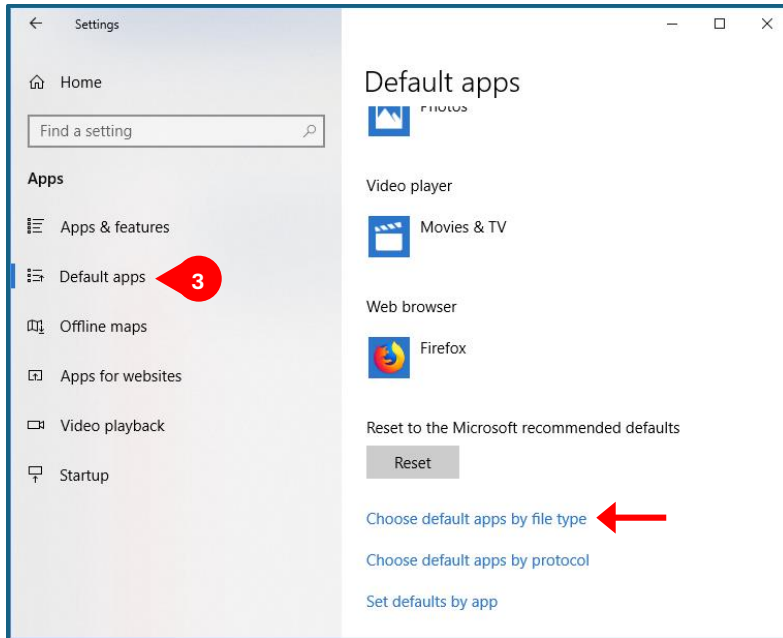 Settings
Home
Find a setting
Apps
Apps & features
Default apps
3
Offline maps
Apps for websites
Video playback
Startup
Default apps
Photos
Video player
Movies & TV
Web browser
Firefox
Reset to the Microsoft recommended defaults
Reset
Choose default apps by file type
Choose default apps by protocol
Set defaults by app